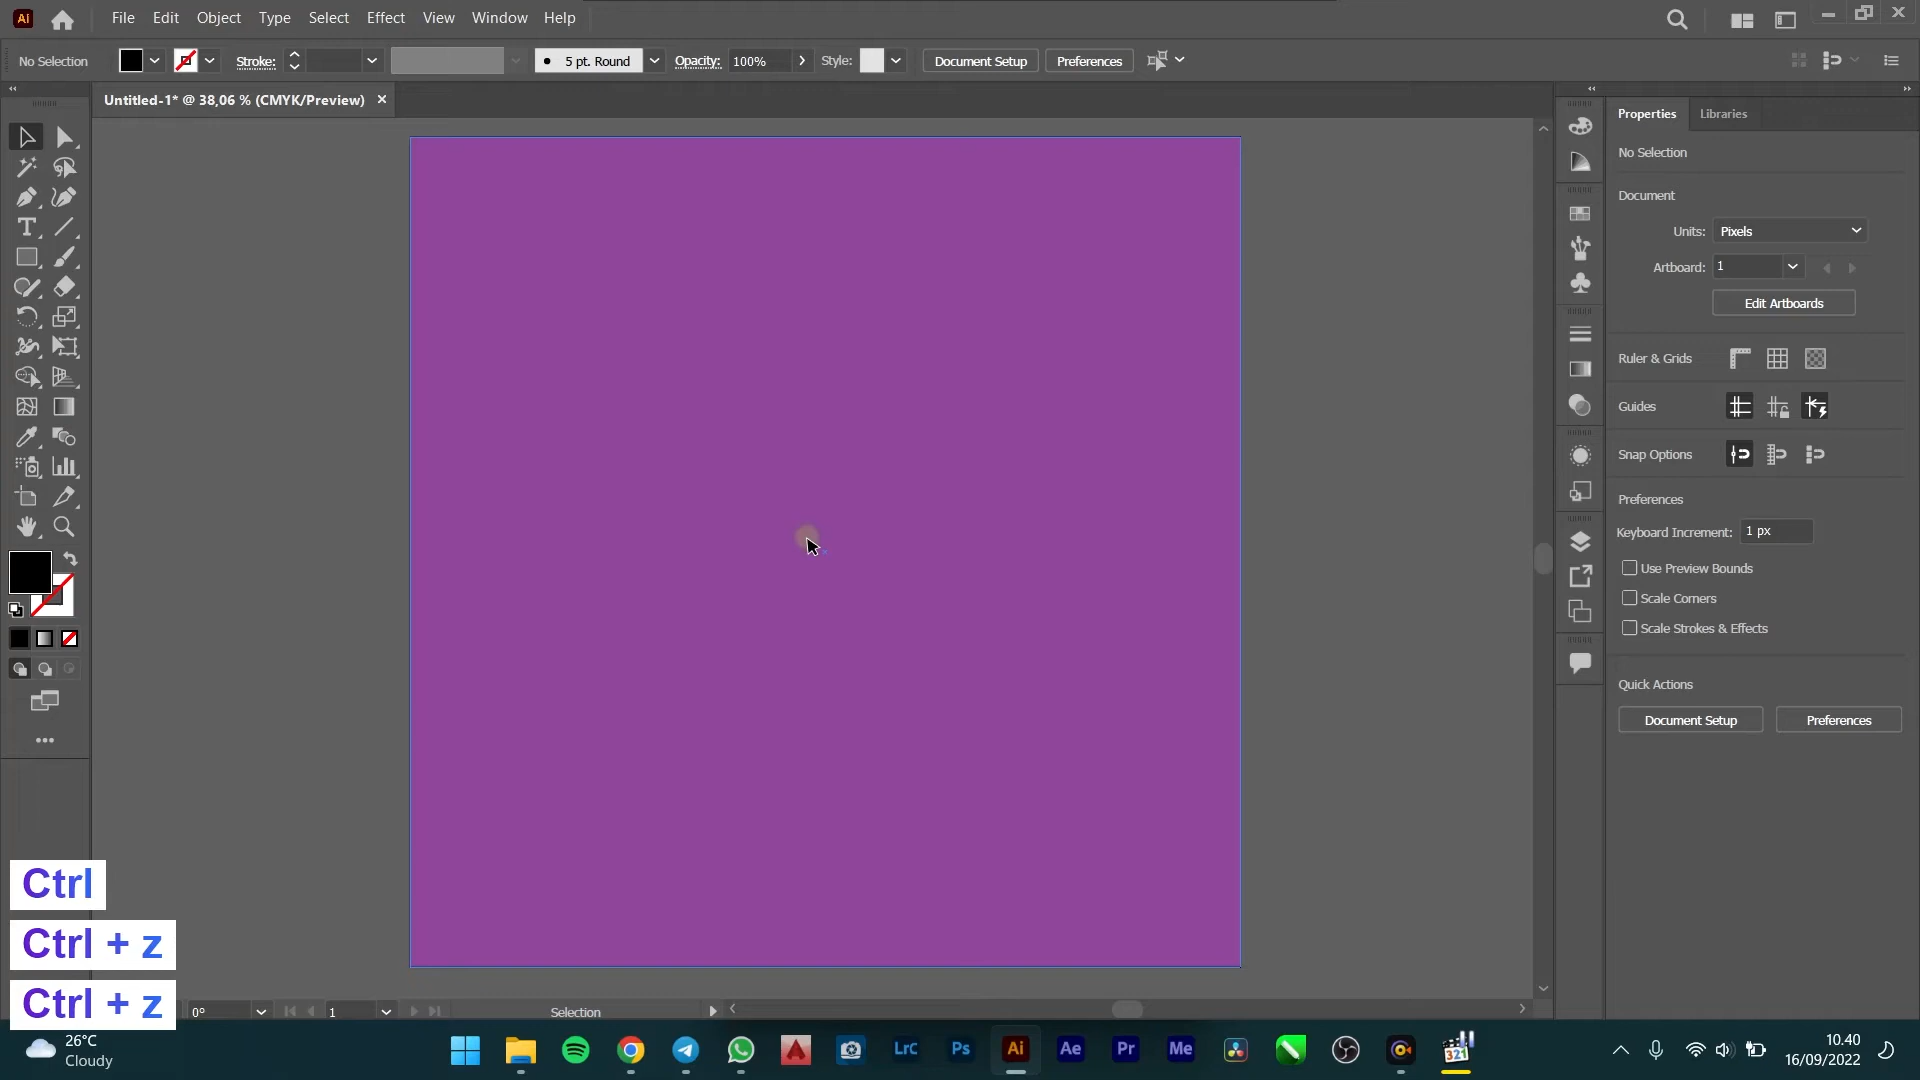 Ai File Edit Object Type Select Effect View Window Help
No Selection Stroke: 5 pt. Round Opacity: 100% Style: Document Setup Preferences
Untitled-1* @ 38,06 % (CMYK/Preview) ×
Properties Libraries
No Selection
Document
Units: Pixels
Artboard: 1
Edit Artboards
Ruler & Grids
Guides
Snap Options
Preferences
Keyboard Increment: 1 px
Use Preview Bounds
Scale Corners
Scale Strokes & Effects
Quick Actions
Document Setup Preferences
Ctrl
Ctrl + z
Ctrl + z
0° 1 Selection
26°C
Cloudy
LrC Ps Ai Ae Pr Me 321
10.40
16/09/2022